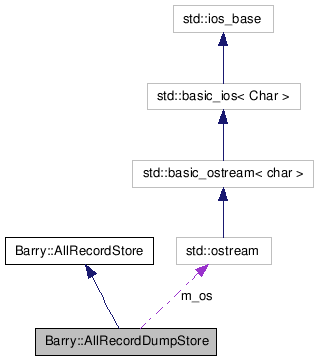 std::ios_base
std::basic_ios< Char >
std::basic_ostream< char >
Barry::AllRecordStore
std::ostream
m_os
Barry::AllRecordDumpStore